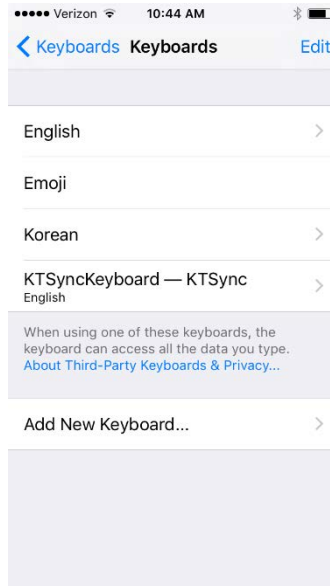 Verizon 10:44 AM
Keyboards Keyboards Edit
English
Emoji
Korean
KTSyncKeyboard — KTSync
English
When using one of these keyboards, the
keyboard can access all the data you type.
About Third-Party Keyboards & Privacy...
Add New Keyboard...